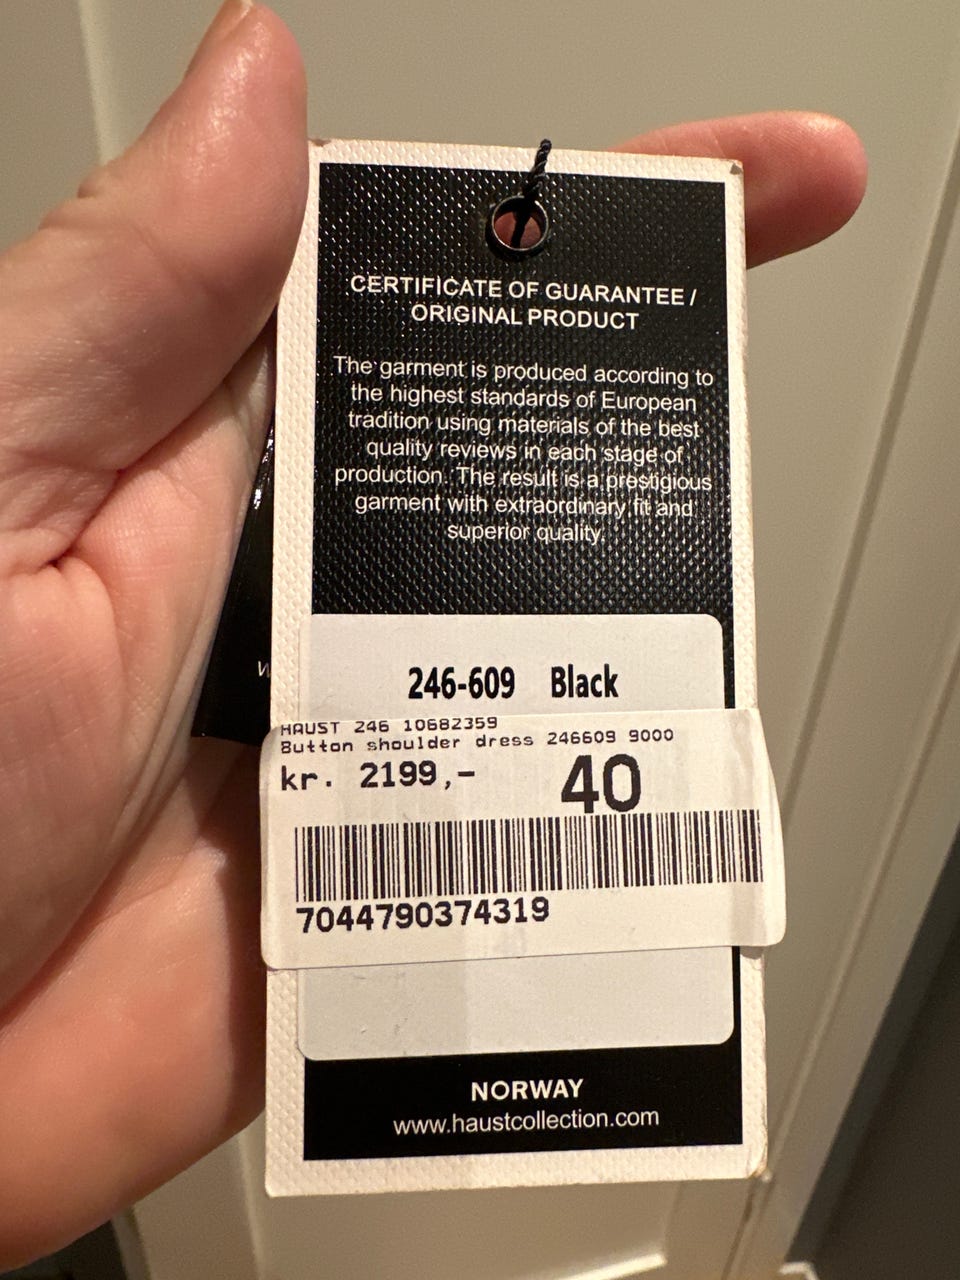 CERTIFICATE OF GUARANTEE /
ORIGINAL PRODUCT
The garment is produced according to
the highest standards of European
tradition using materials of the best
quality reviews in each stage of
production. The result is a prestigious
garment with extraordinary fit and
superior quality.
246-609 Black
HAUST 246 10682359
Button shoulder dress 246609 9000
kr. 2199,- 40
7044790374319
NORWAY
www.haustcollection.com